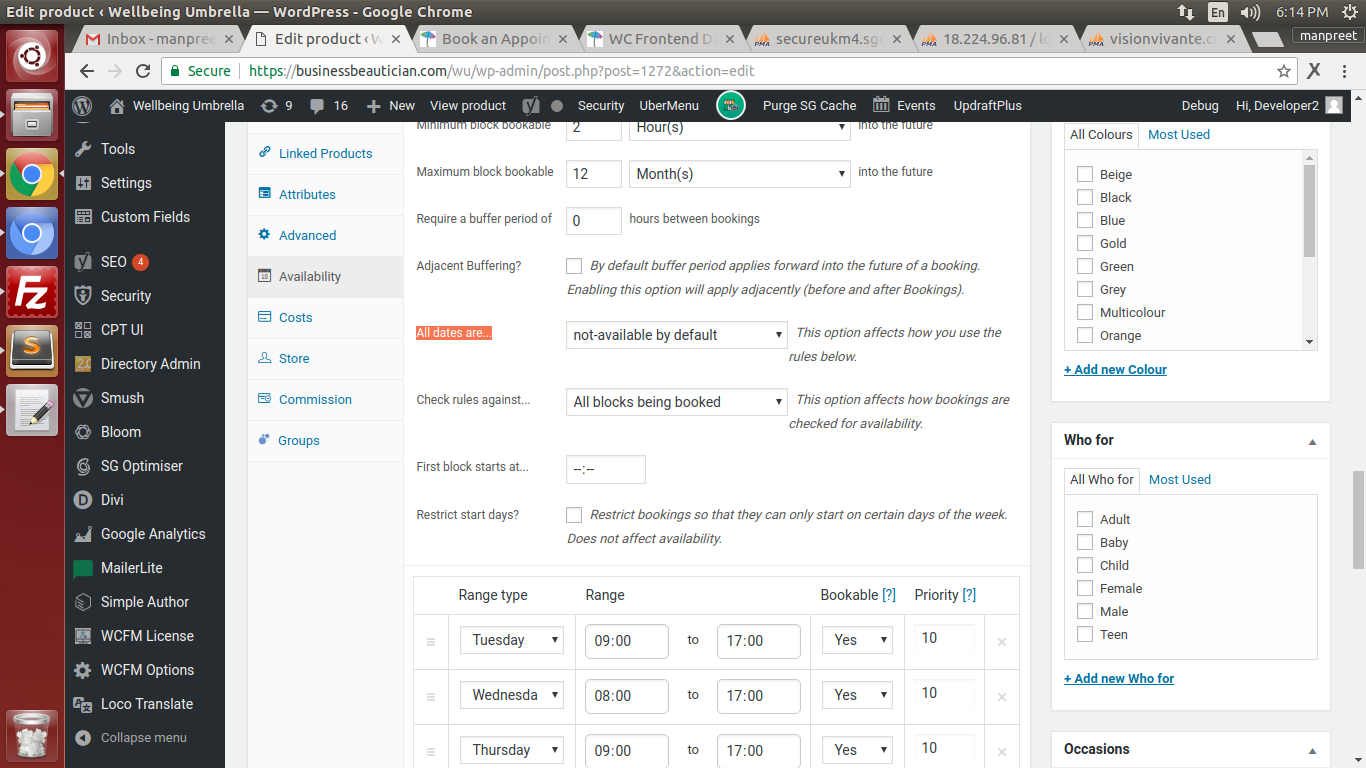 Edit product ‹ Wellbeing Umbrella — WordPress - Google Chrome
En
6:14 PM
manpreet
Inbox - manpree
Edit product ‹ W
Book an Appoin
WC Frontend Da
secureukm4.sg
18.224.96.81 / lo
visionvivante.c
Secure
https://businessbeautician.com/wu/wp-admin/post.php?post=1272&action=edit
Wellbeing Umbrella
9
16
New
View product
Security
UberMenu
Purge SG Cache
Events
UpdraftPlus
Debug
Hi, Developer2
Tools
Settings
Custom Fields
SEO 4
Security
CPT UI
Directory Admin
Smush
Bloom
SG Optimiser
Divi
Google Analytics
MailerLite
Simple Author
WCFM License
WCFM Options
Loco Translate
Collapse menu
Linked Products
Attributes
Advanced
Availability
Costs
Store
Commission
Groups
Minimum block bookable 2 Hour(s) into the future
Maximum block bookable 12 Month(s) into the future
Require a buffer period of 0 hours between bookings
Adjacent Buffering? By default buffer period applies forward into the future of a booking.
Enabling this option will apply adjacently (before and after Bookings).
All dates are... not-available by default This option affects how you use the
rules below.
Check rules against... All blocks being booked This option affects how bookings are
checked for availability.
First block starts at... --:--
Restrict start days? Restrict bookings so that they can only start on certain days of the week.
Does not affect availability.
Range type Range Bookable [?] Priority [?]
Tuesday 09:00 to 17:00 Yes 10 ×
Wednesda 08:00 to 17:00 Yes 10 ×
Thursday 09:00 to 17:00 Yes 10 ×
All Colours Most Used
Beige
Black
Blue
Gold
Green
Grey
Multicolour
Orange
+ Add new Colour
Who for
All Who for Most Used
Adult
Baby
Child
Female
Male
Teen
+ Add new Who for
Occasions